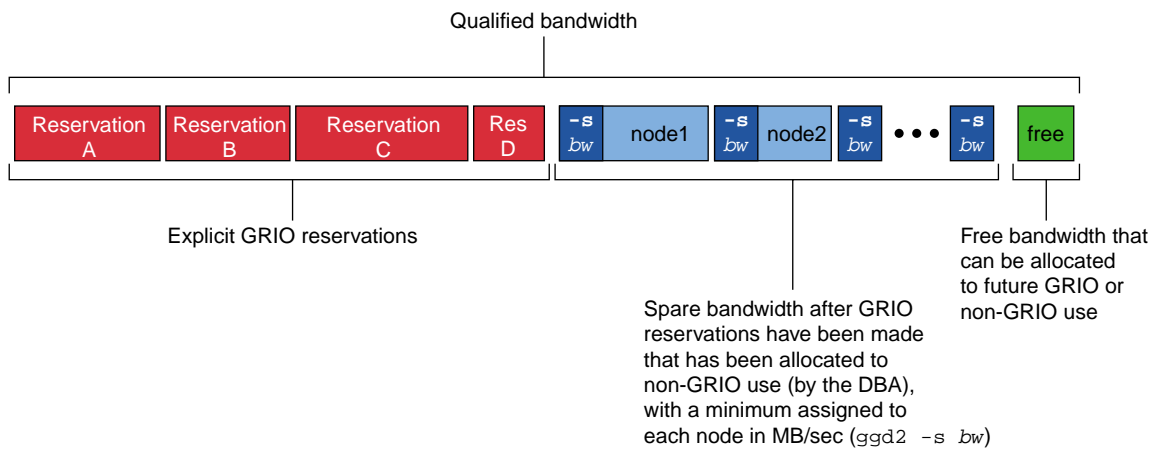 Qualified bandwidth
Reservation
A
Reservation
B
Reservation
C
Res
D
-s
bw
node1
-s
bw
node2
-s
bw
•••
-s
bw
free
Explicit GRIO reservations
Spare bandwidth after GRIO
reservations have been made
that has been allocated to
non-GRIO use (by the DBA),
with a minimum assigned to
each node in MB/sec (ggd2 -s bw)
Free bandwidth that
can be allocated
to future GRIO or
non-GRIO use